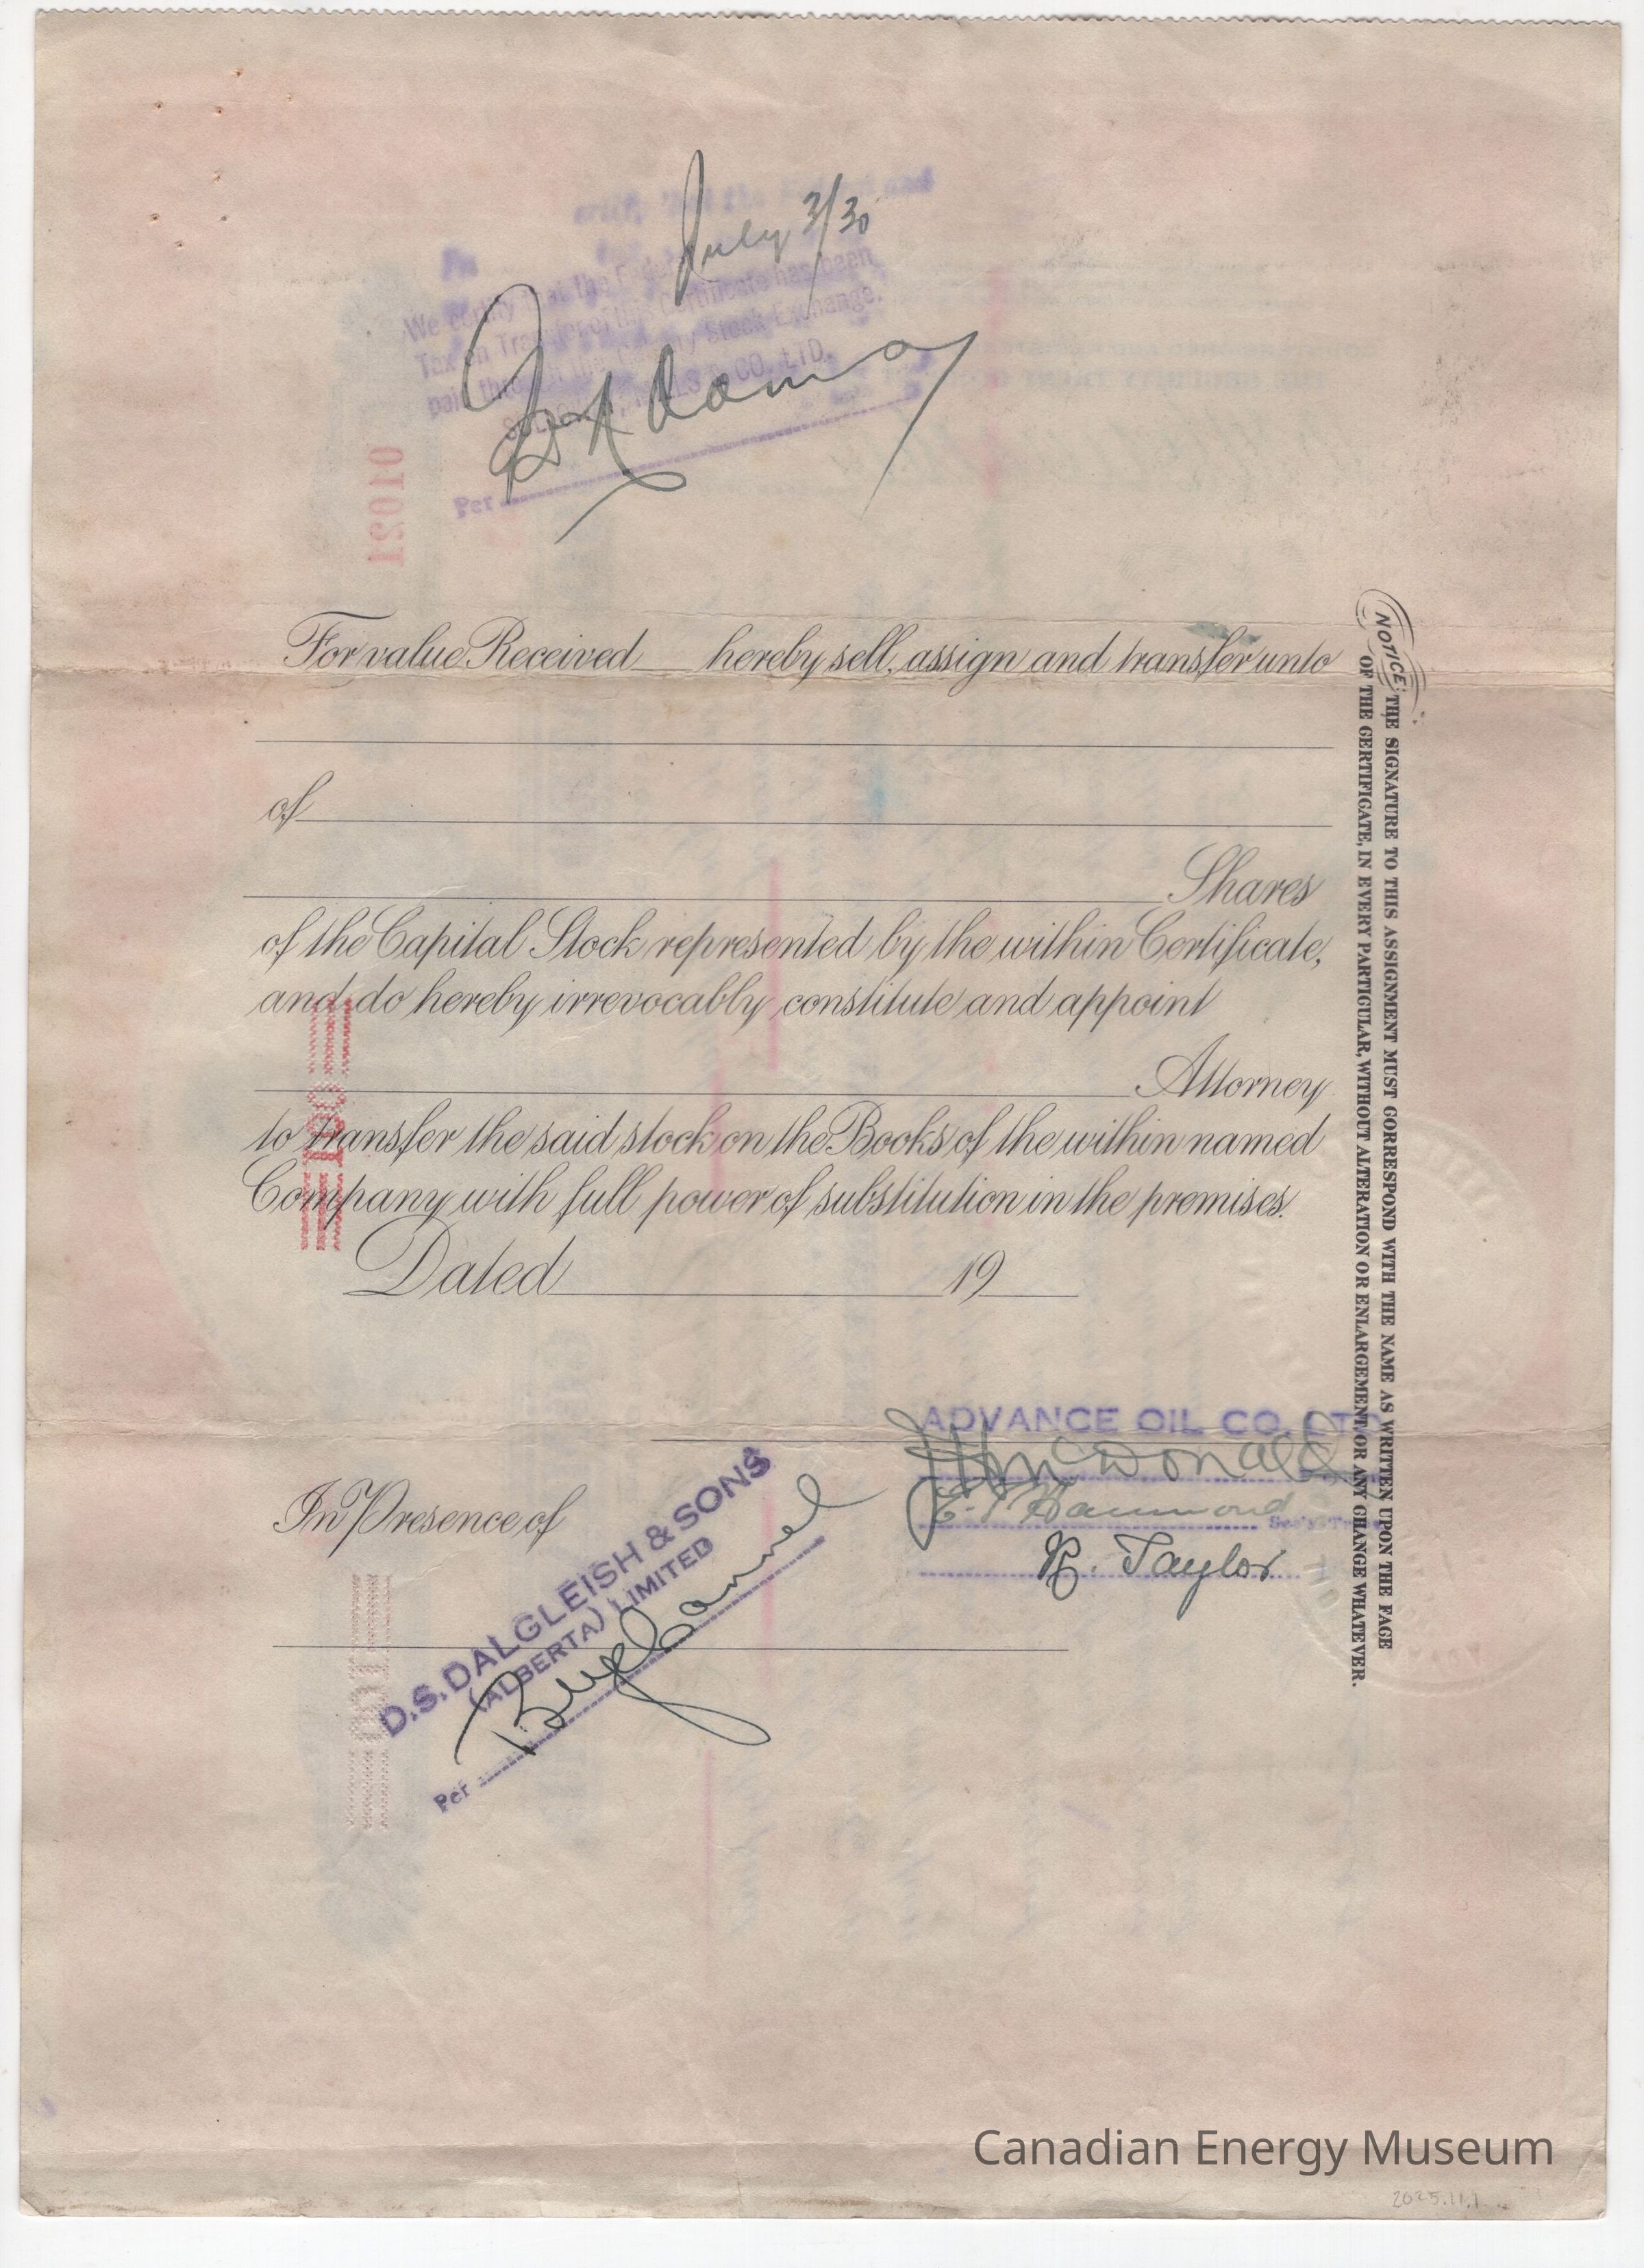 July 3/30
We certify that the
Tax on Transfer of this Certificate has been
paid through the Calgary Stock Exchange.
CO. LTD.
Per
01021
For value Received hereby sell, assign and transfer unto
of
Shares
of the Capital Stock represented by the within Certificate,
and do hereby irrevocably constitute and appoint
Attorney
to transfer the said stock on the Books of the within named
Company with full power of substitution in the premises.
Dated 19
NOTICE: THE SIGNATURE TO THIS ASSIGNMENT MUST CORRESPOND WITH THE NAME AS WRITTEN UPON THE FACE
OF THE CERTIFICATE, IN EVERY PARTICULAR, WITHOUT ALTERATION OR ENLARGEMENT OR ANY CHANGE WHATEVER.
ADVANCE OIL CO. LTD.
McDonald
E. Hammond
Sec'y-Treas.
R. Taylor
In Presence of
D.S. DALGLEISH & SONS
(ALBERTA) LIMITED
Per
Canadian Energy Museum
2025.11.1